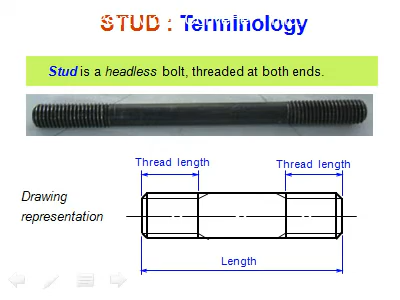 STUD : Terminology
Stud is a headless bolt, threaded at both ends.
Thread length
Thread length
Drawing
representation
Length